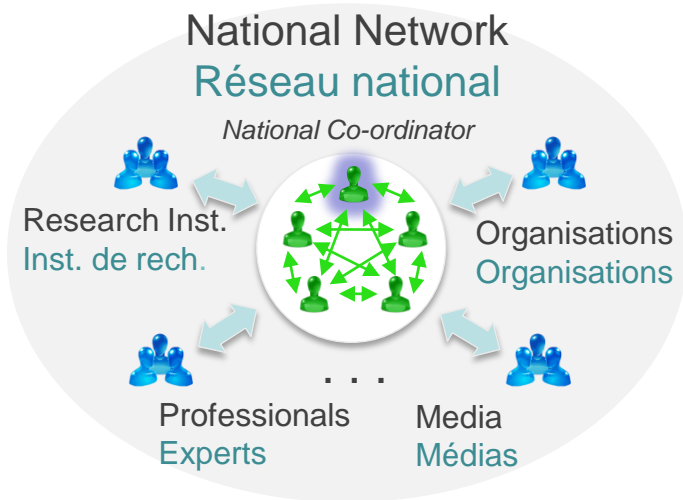 National Network
Réseau national
National Co-ordinator
Research Inst.
Inst. de rech.
Organisations
Organisations
. . .
Professionals
Experts
Media
Médias